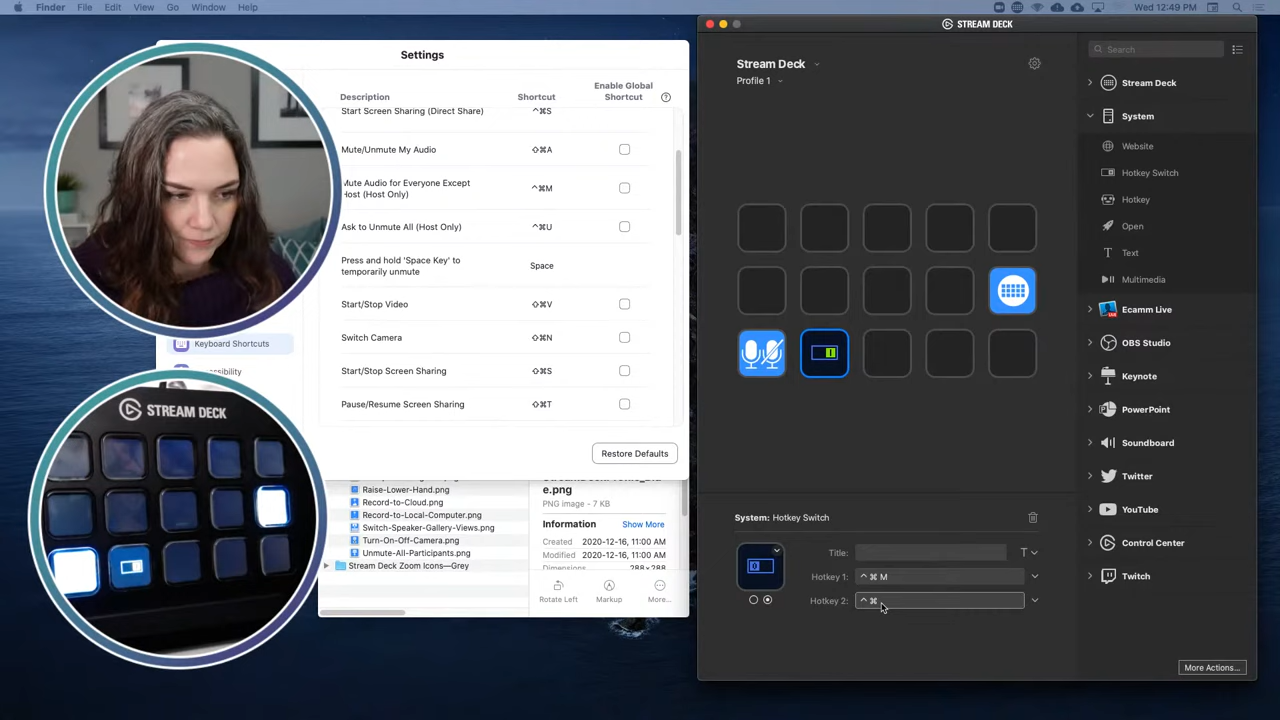 Finder File Edit View Go Window Help
Wed 12:49 PM
Settings
Description Shortcut Enable Global Shortcut ?
Start Screen Sharing (Direct Share) ^⌘S
Mute/Unmute My Audio ⇧⌘A
Mute Audio for Everyone Except
Host (Host Only) ^⌘M
Ask to Unmute All (Host Only) ^⌘U
Press and hold 'Space Key' to
temporarily unmute Space
Start/Stop Video ⇧⌘V
Switch Camera ⇧⌘N
Keyboard Shortcuts
Start/Stop Screen Sharing ⇧⌘S
Pause/Resume Screen Sharing ⇧⌘T
Restore Defaults
Raise-Lower-Hand.png
Record-to-Cloud.png
Record-to-Local-Computer.png
Switch-Speaker-Gallery-Views.png
Turn-On-Off-Camera.png
Unmute-All-Participants.png
Stream Deck Zoom Icons—Grey
e.png
PNG image - 7 KB
Information Show More
Created 2020-12-16, 11:00 AM
Modified 2020-12-16, 11:00 AM
Dimensions 288×288
Rotate Left Markup More...
STREAM DECK
STREAM DECK
Stream Deck
Profile 1
System: Hotkey Switch
Title: T
Hotkey 1: ^ ⌘ M
Hotkey 2: ^ ⌘
Search
Stream Deck
System
Website
Hotkey Switch
Hotkey
Open
Text
Multimedia
Ecamm Live
OBS Studio
Keynote
PowerPoint
Soundboard
Twitter
YouTube
Control Center
Twitch
More Actions...